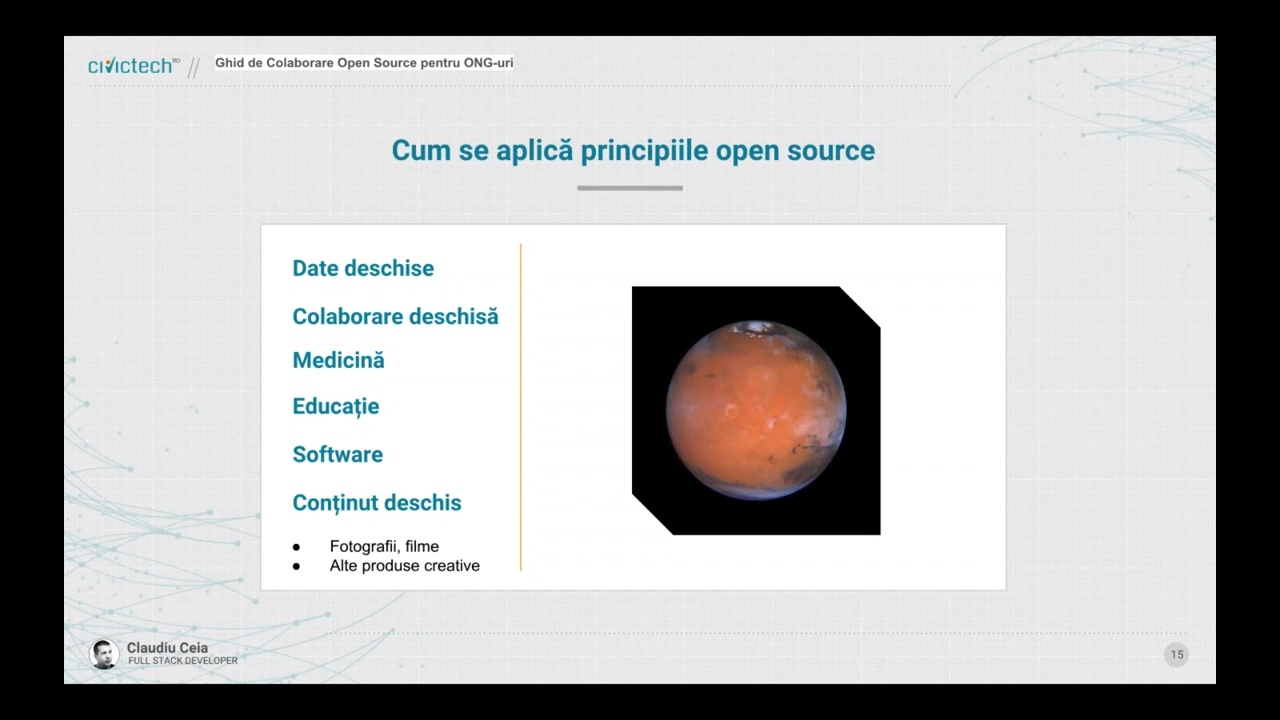 civictech RO // Ghid de Colaborare Open Source pentru ONG-uri
Cum se aplică principiile open source
Date deschise
Colaborare deschisă
Medicină
Educație
Software
Conținut deschis
● Fotografii, filme
● Alte produse creative
Claudiu Ceia
FULL STACK DEVELOPER
15